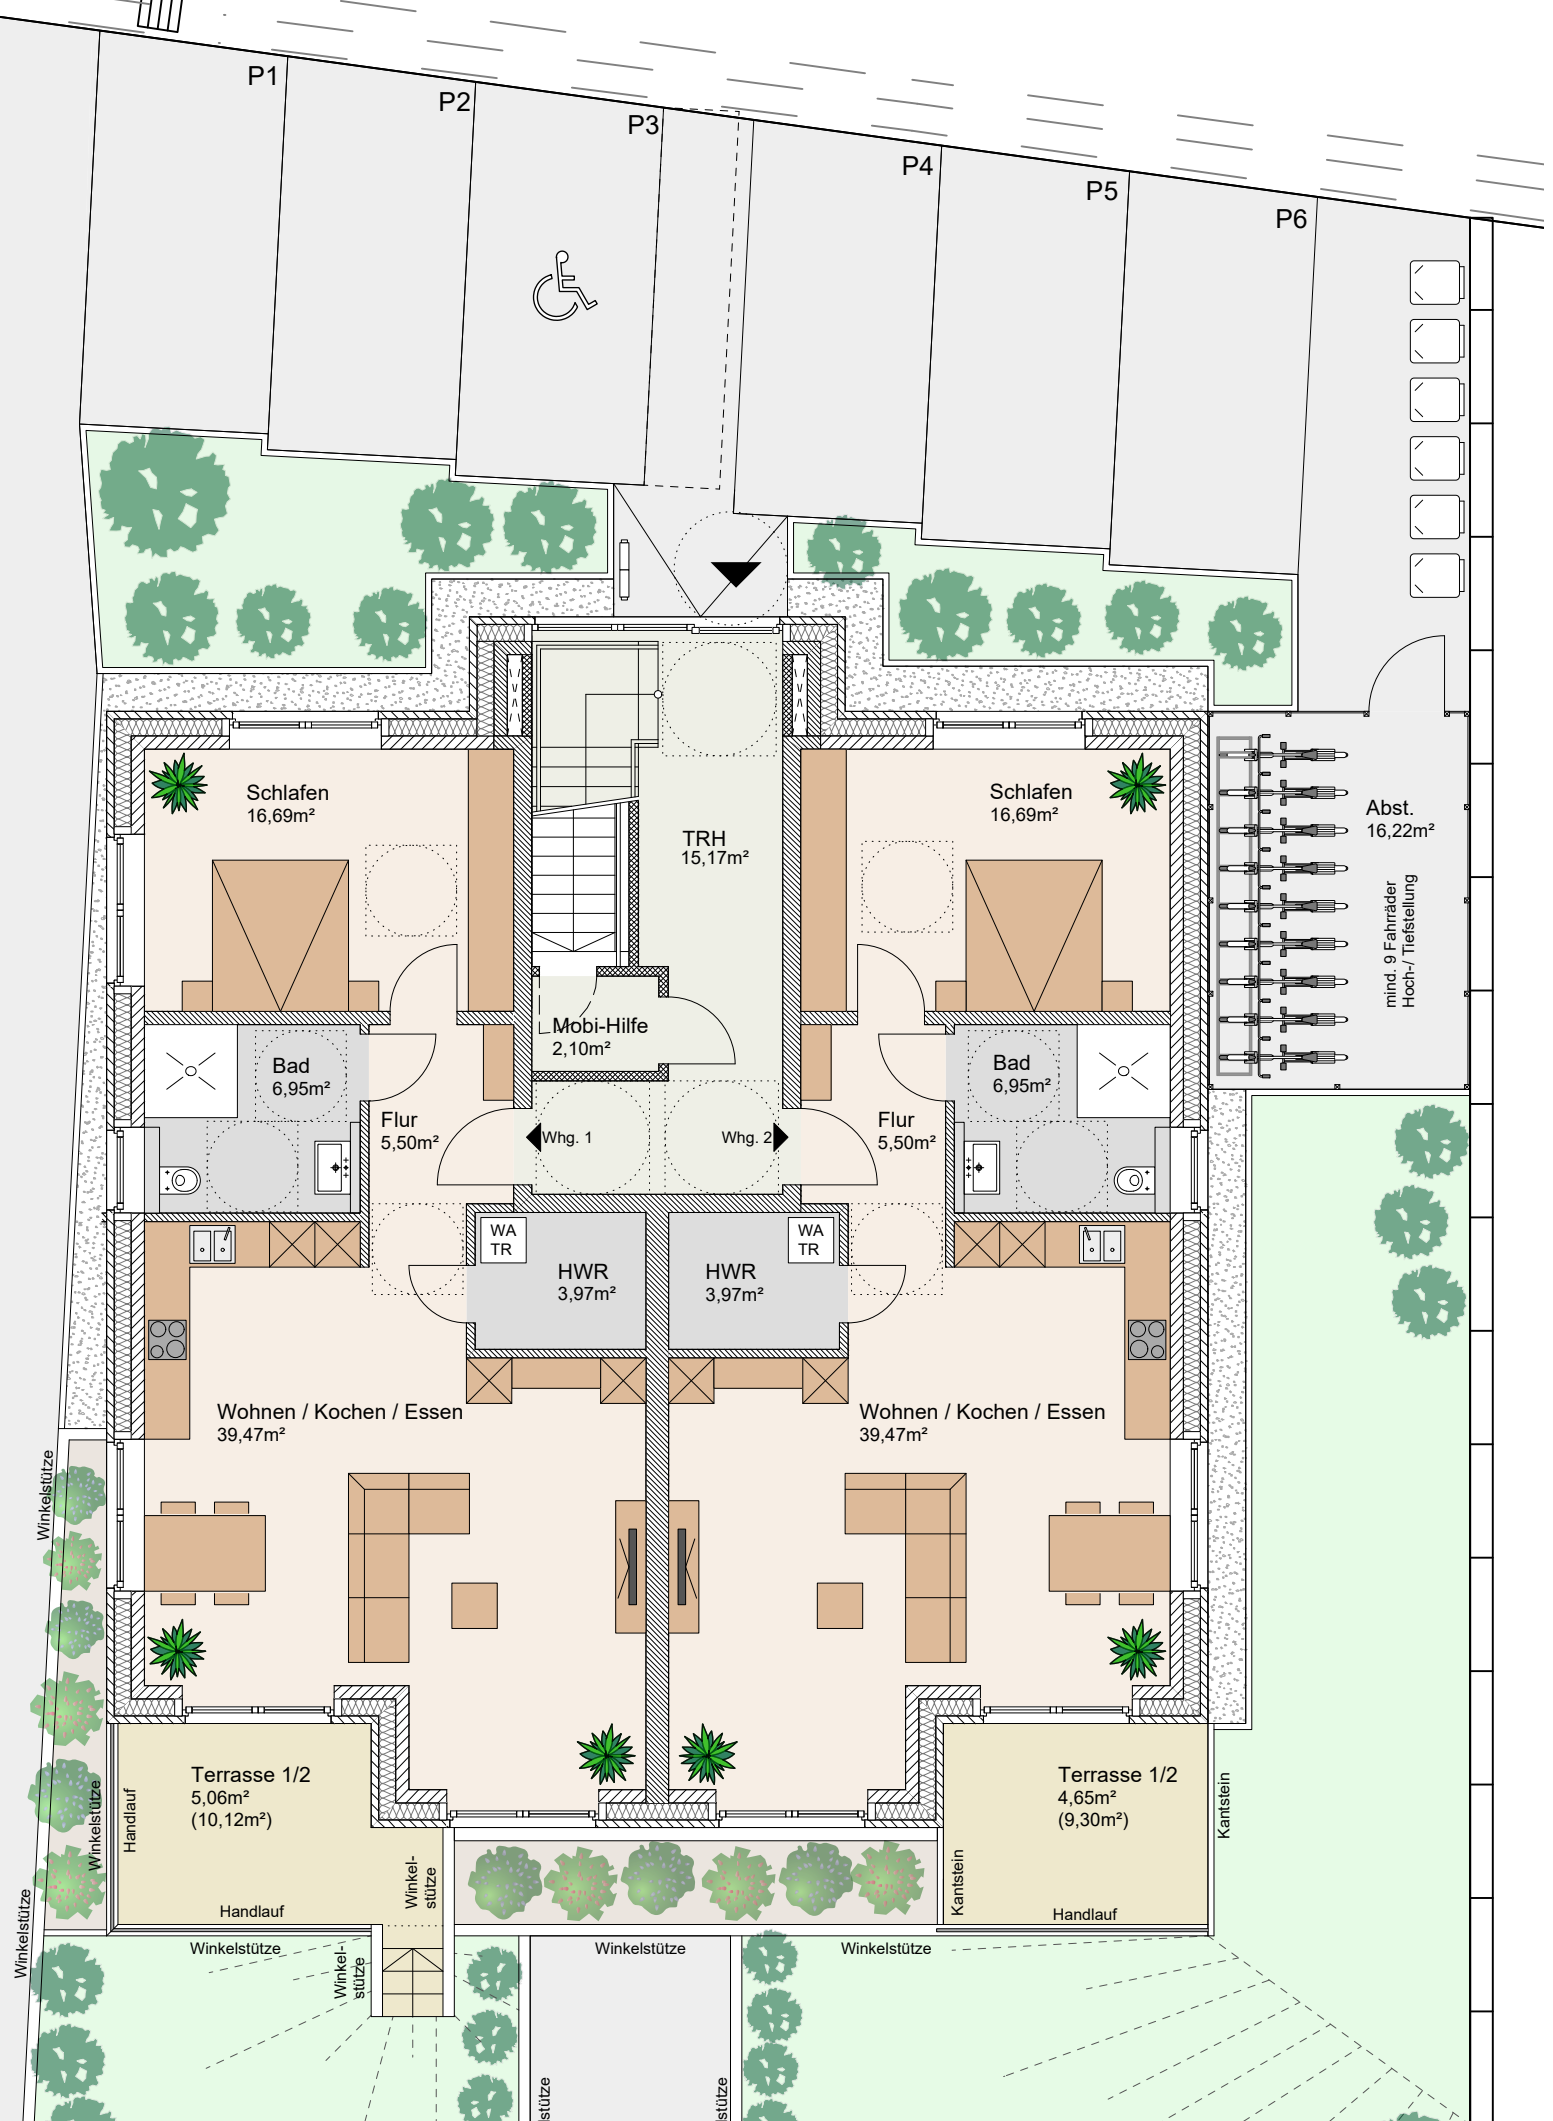 P1
P2
P3
P4
P5
P6
Schlafen
16,69m²
Schlafen
16,69m²
TRH
15,17m²
Abst.
16,22m²
mind. 9 Fahrräder
Hoch-/ Tiefstellung
Mobi-Hilfe
2,10m²
Bad
6,95m²
Bad
6,95m²
Flur
5,50m²
Flur
5,50m²
Whg. 1
Whg. 2
WA
TR
WA
TR
HWR
3,97m²
HWR
3,97m²
Wohnen / Kochen / Essen
39,47m²
Wohnen / Kochen / Essen
39,47m²
Winkelstütze
Terrasse 1/2
5,06m²
(10,12m²)
Terrasse 1/2
4,65m²
(9,30m²)
Winkelstütze
Handlauf
Kantstein
Winkel-
stütze
Kantstein
Handlauf
Handlauf
Winkelstütze
Winkelstütze
Winkel-
stütze
Winkelstütze
Winkelstütze
stütze
stütze